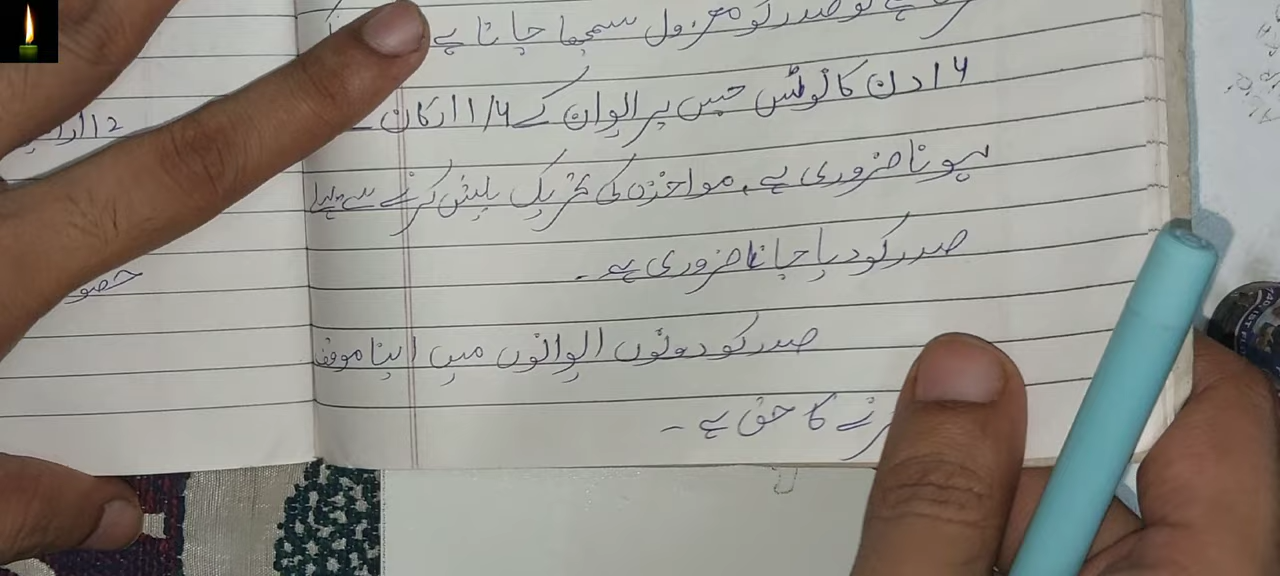 ہے تو صدر کو معزول سمجھا جاتا ہے
14 دن کا نوٹس جس پر ایوان کے 1/4 ارکان
ہونا ضروری ہے۔ مواخذہ کی تحریک پیش کرنے سے پہلے
صدر کو دیا جانا ضروری ہے۔
صدر کو دونوں ایوانوں میں اپنا موقف
کا حق ہے۔